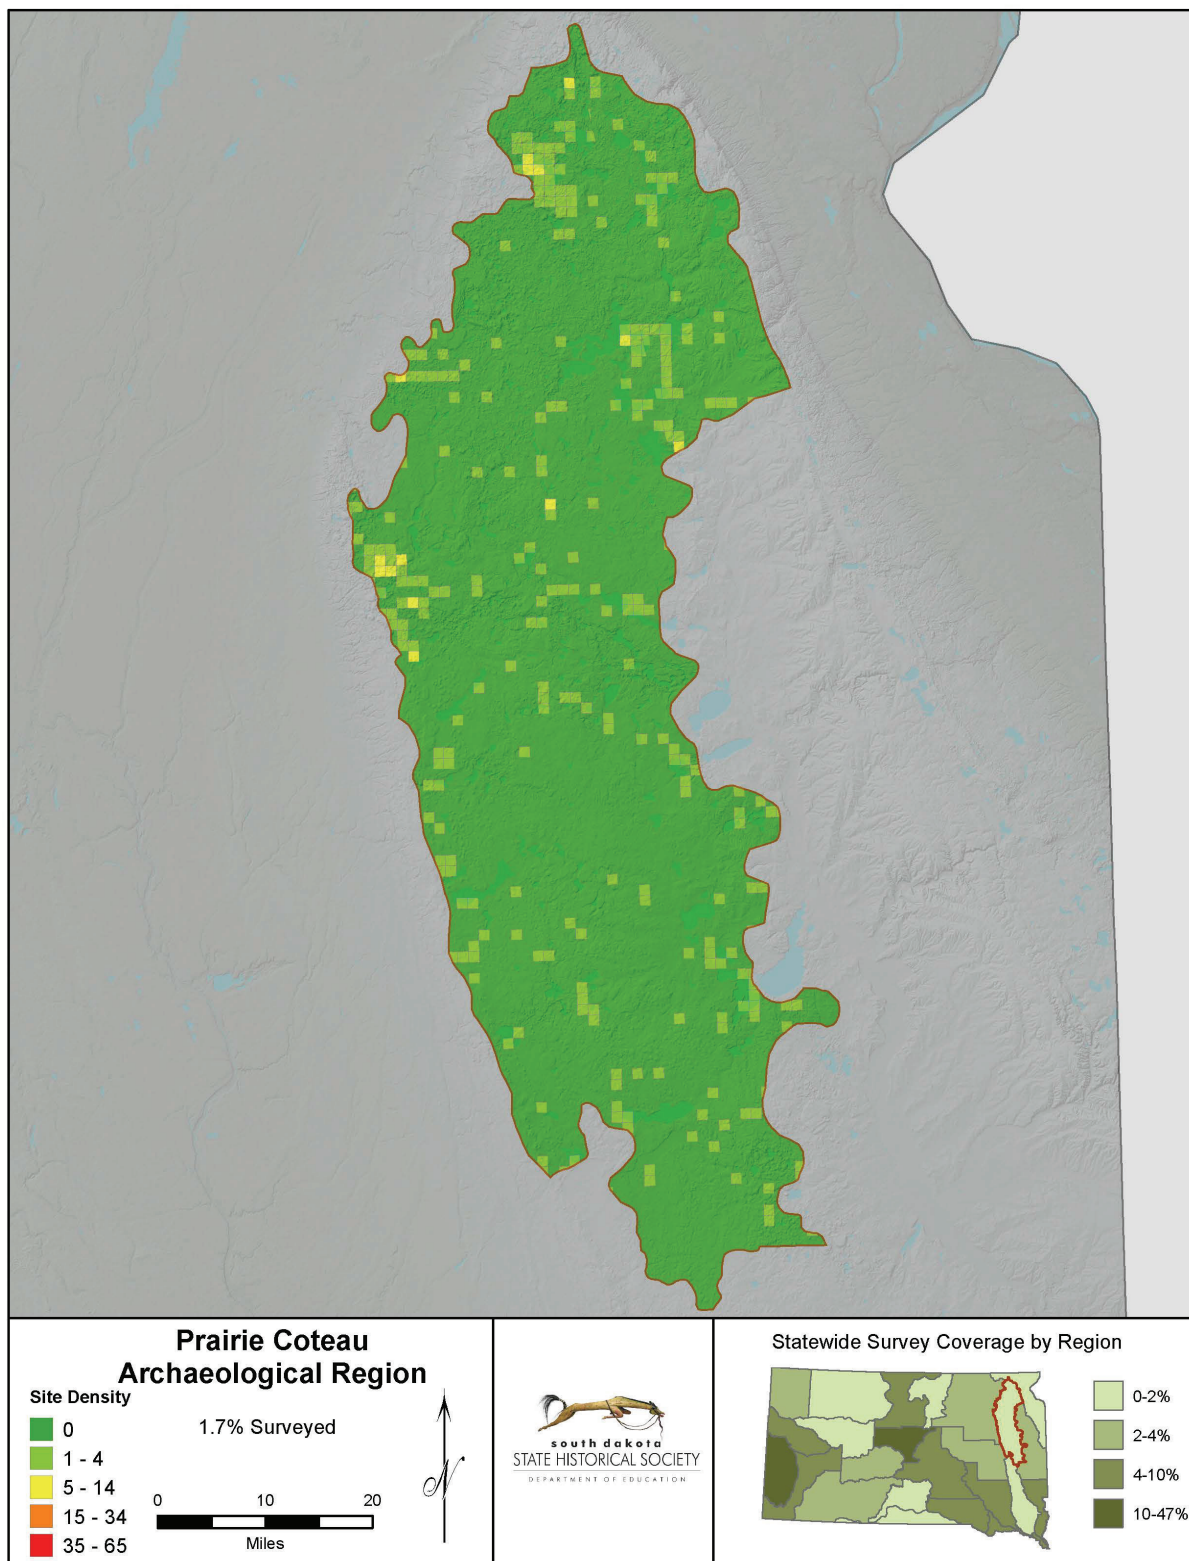 Prairie Coteau
Archaeological Region
Site Density
1.7% Surveyed
0
1 - 4
5 - 14
15 - 34
35 - 65
0 10 20
Miles
N
south dakota
STATE HISTORICAL SOCIETY
DEPARTMENT OF EDUCATION
Statewide Survey Coverage by Region
0-2%
2-4%
4-10%
10-47%